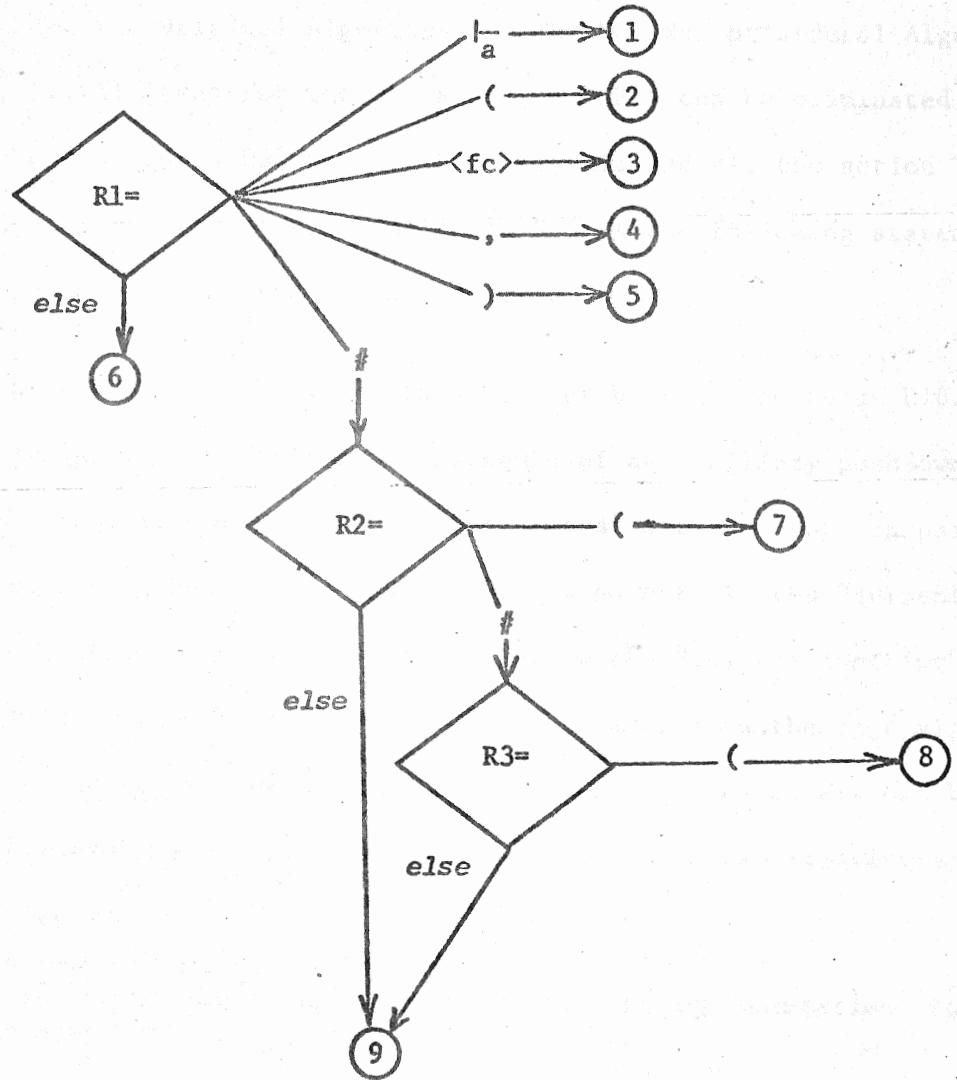 ⊢a 1
( 2
R1= <fc> 3
, 4
) 5
else
6
#
R2= ( 7
#
else
R3= ( 8
else
9